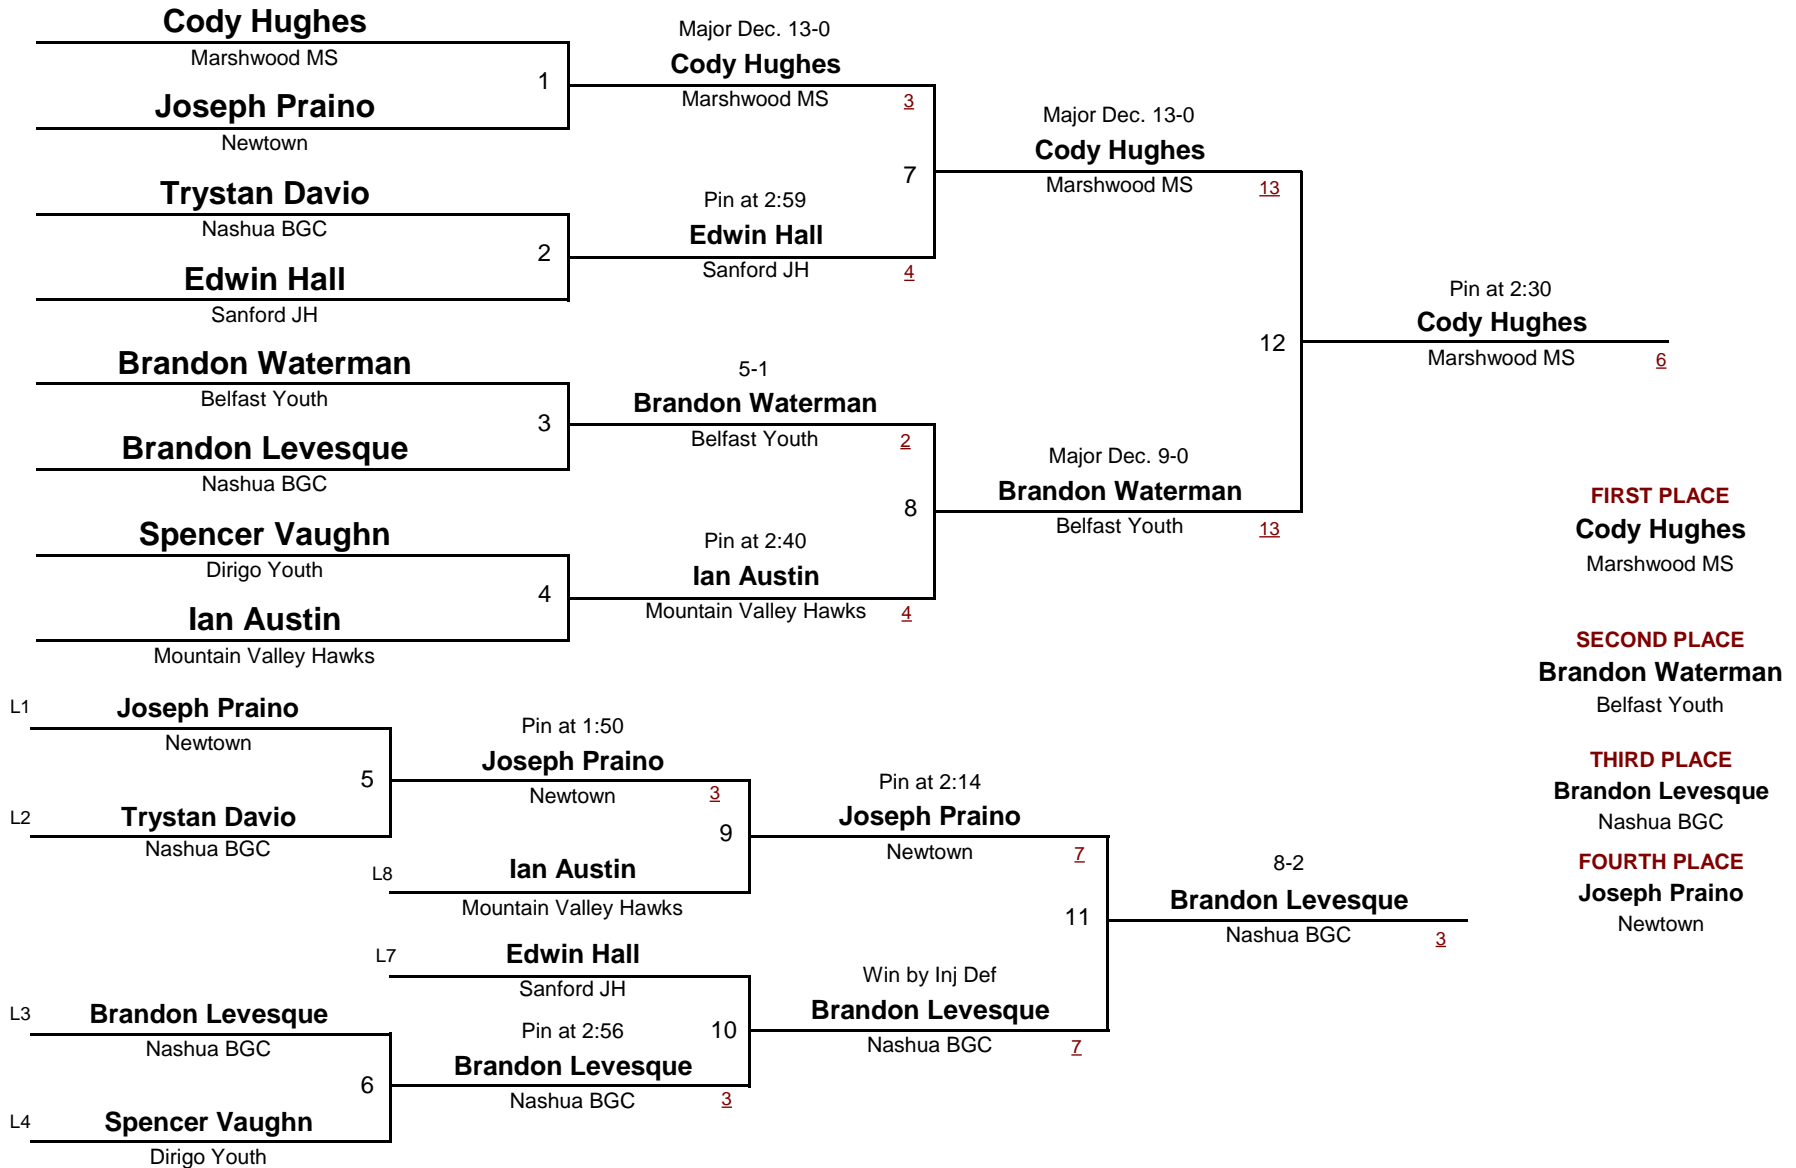 Cody Hughes
Marshwood MS
1
Joseph Praino
Newtown
Trystan Davio
Nashua BGC
2
Edwin Hall
Sanford JH
Brandon Waterman
Belfast Youth
3
Brandon Levesque
Nashua BGC
Spencer Vaughn
Dirigo Youth
4
Ian Austin
Mountain Valley Hawks
Major Dec. 13-0
Cody Hughes
Marshwood MS 3
7
Pin at 2:59
Edwin Hall
Sanford JH 4
5-1
Brandon Waterman
Belfast Youth 2
8
Pin at 2:40
Ian Austin
Mountain Valley Hawks 4
Major Dec. 13-0
Cody Hughes
Marshwood MS 13
12
Major Dec. 9-0
Brandon Waterman
Belfast Youth 13
Pin at 2:30
Cody Hughes
Marshwood MS 6
FIRST PLACE
Cody Hughes
Marshwood MS
SECOND PLACE
Brandon Waterman
Belfast Youth
THIRD PLACE
Brandon Levesque
Nashua BGC
FOURTH PLACE
Joseph Praino
Newtown
L1 Joseph Praino
Newtown
5
L2 Trystan Davio
Nashua BGC
Pin at 1:50
Joseph Praino
Newtown 3
9
L8 Ian Austin
Mountain Valley Hawks
L7 Edwin Hall
Sanford JH
10
L3 Brandon Levesque
Nashua BGC
6
L4 Spencer Vaughn
Dirigo Youth
Pin at 2:56
Brandon Levesque
Nashua BGC 3
Pin at 2:14
Joseph Praino
Newtown 7
11
Win by Inj Def
Brandon Levesque
Nashua BGC 7
8-2
Brandon Levesque
Nashua BGC 3